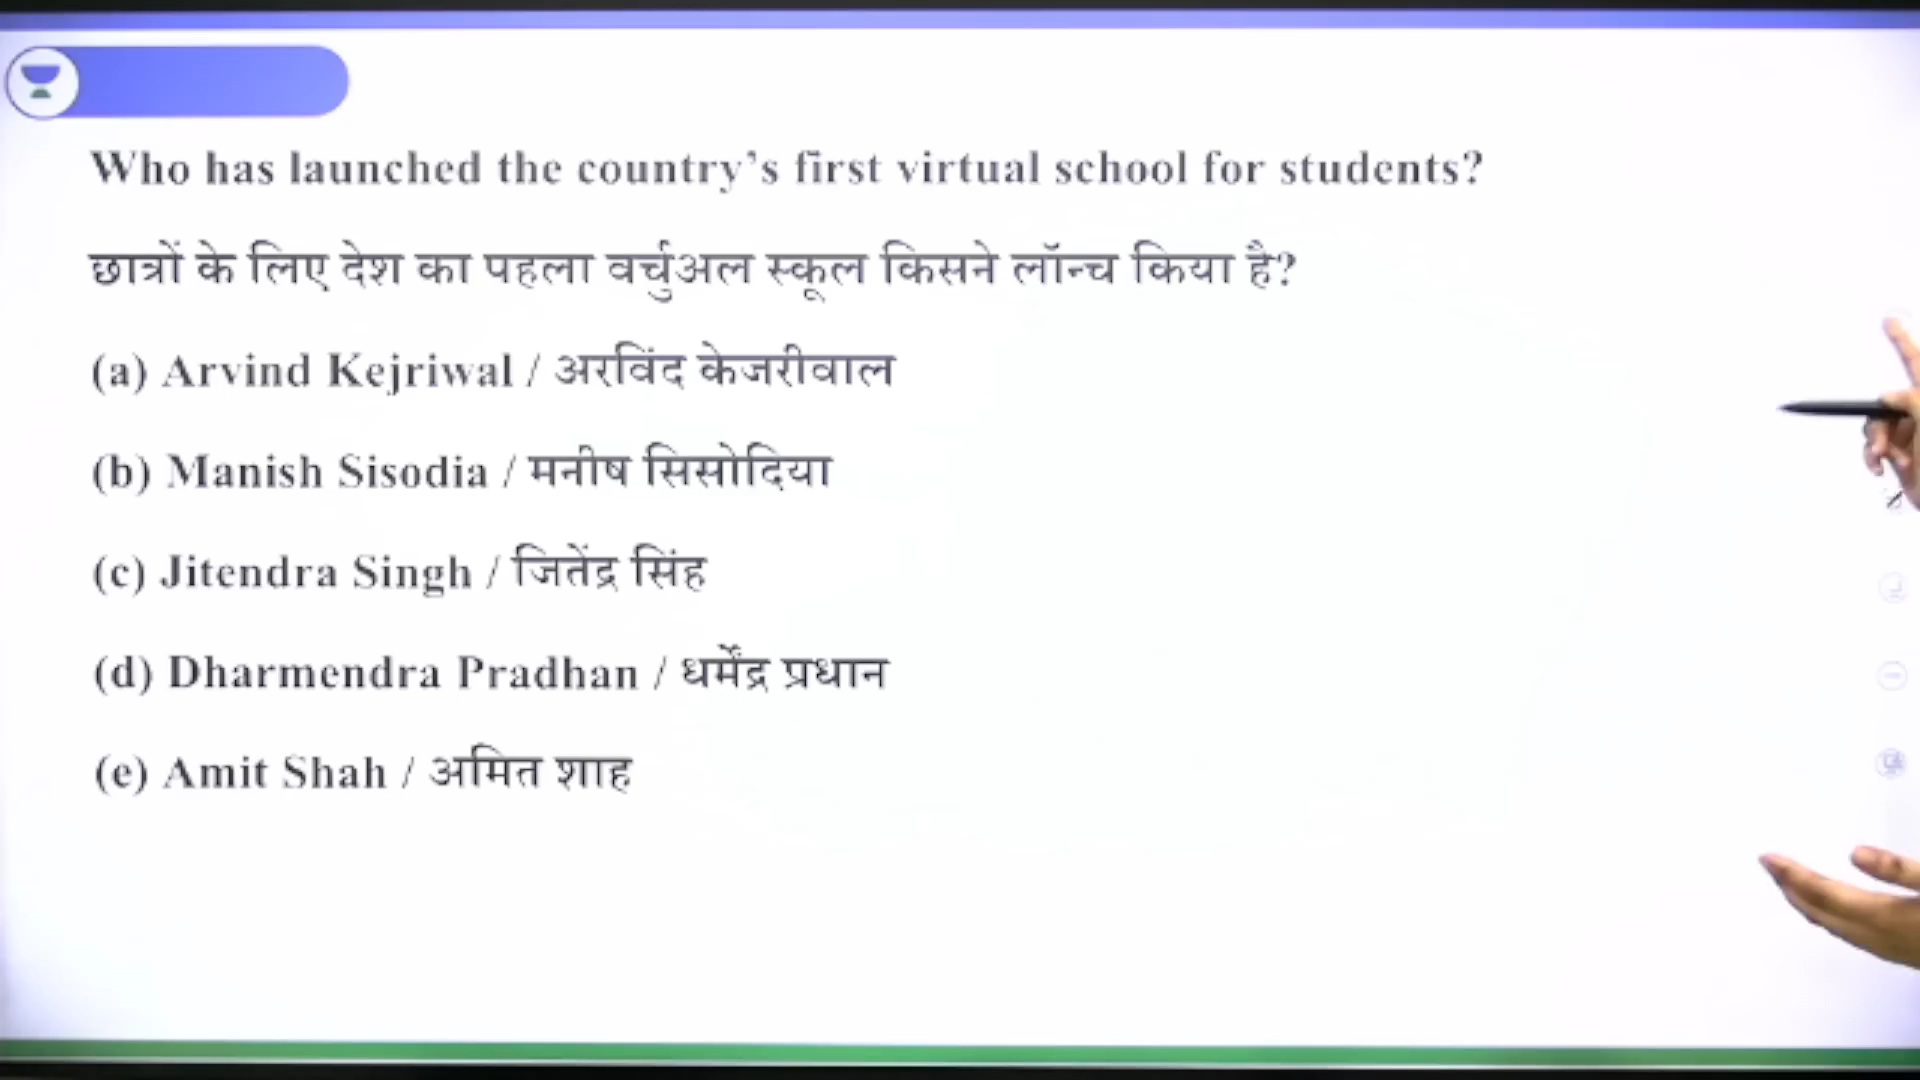 Who has launched the country’s first virtual school for students?
छात्रों के लिए देश का पहला वर्चुअल स्कूल किसने लॉन्च किया है?
(a) Arvind Kejriwal / अरविंद केजरीवाल
(b) Manish Sisodia / मनीष सिसोदिया
(c) Jitendra Singh / जितेंद्र सिंह
(d) Dharmendra Pradhan / धर्मेंद्र प्रधान
(e) Amit Shah / अमित शाह